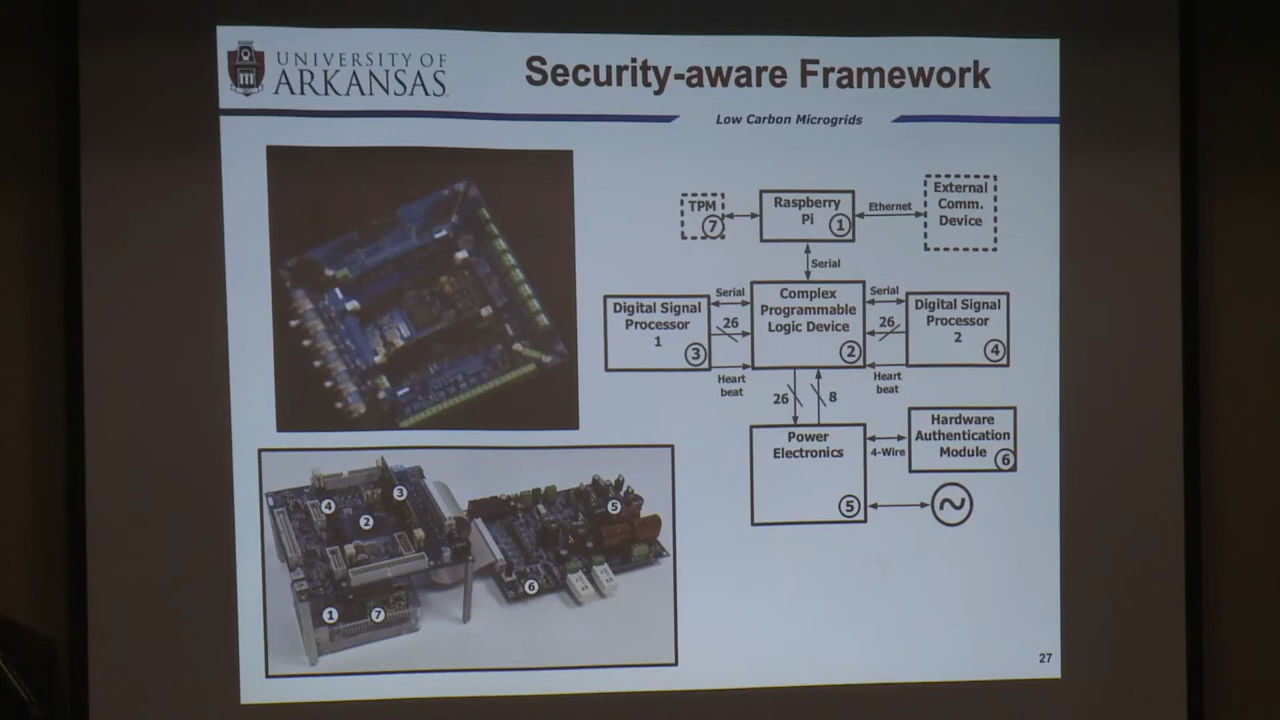 UNIVERSITY OF
ARKANSAS
Security-aware Framework
Low Carbon Microgrids
TPM
7
Raspberry
Pi
1
Ethernet
External
Comm.
Device
Serial
Digital Signal
Processor
1
3
Serial
26
Heart
beat
Complex
Programmable
Logic Device
2
Serial
26
Heart
beat
Digital Signal
Processor
2
4
26
8
Power
Electronics
5
4-Wire
Hardware
Authentication
Module
6
4
3
2
1
7
5
6
27